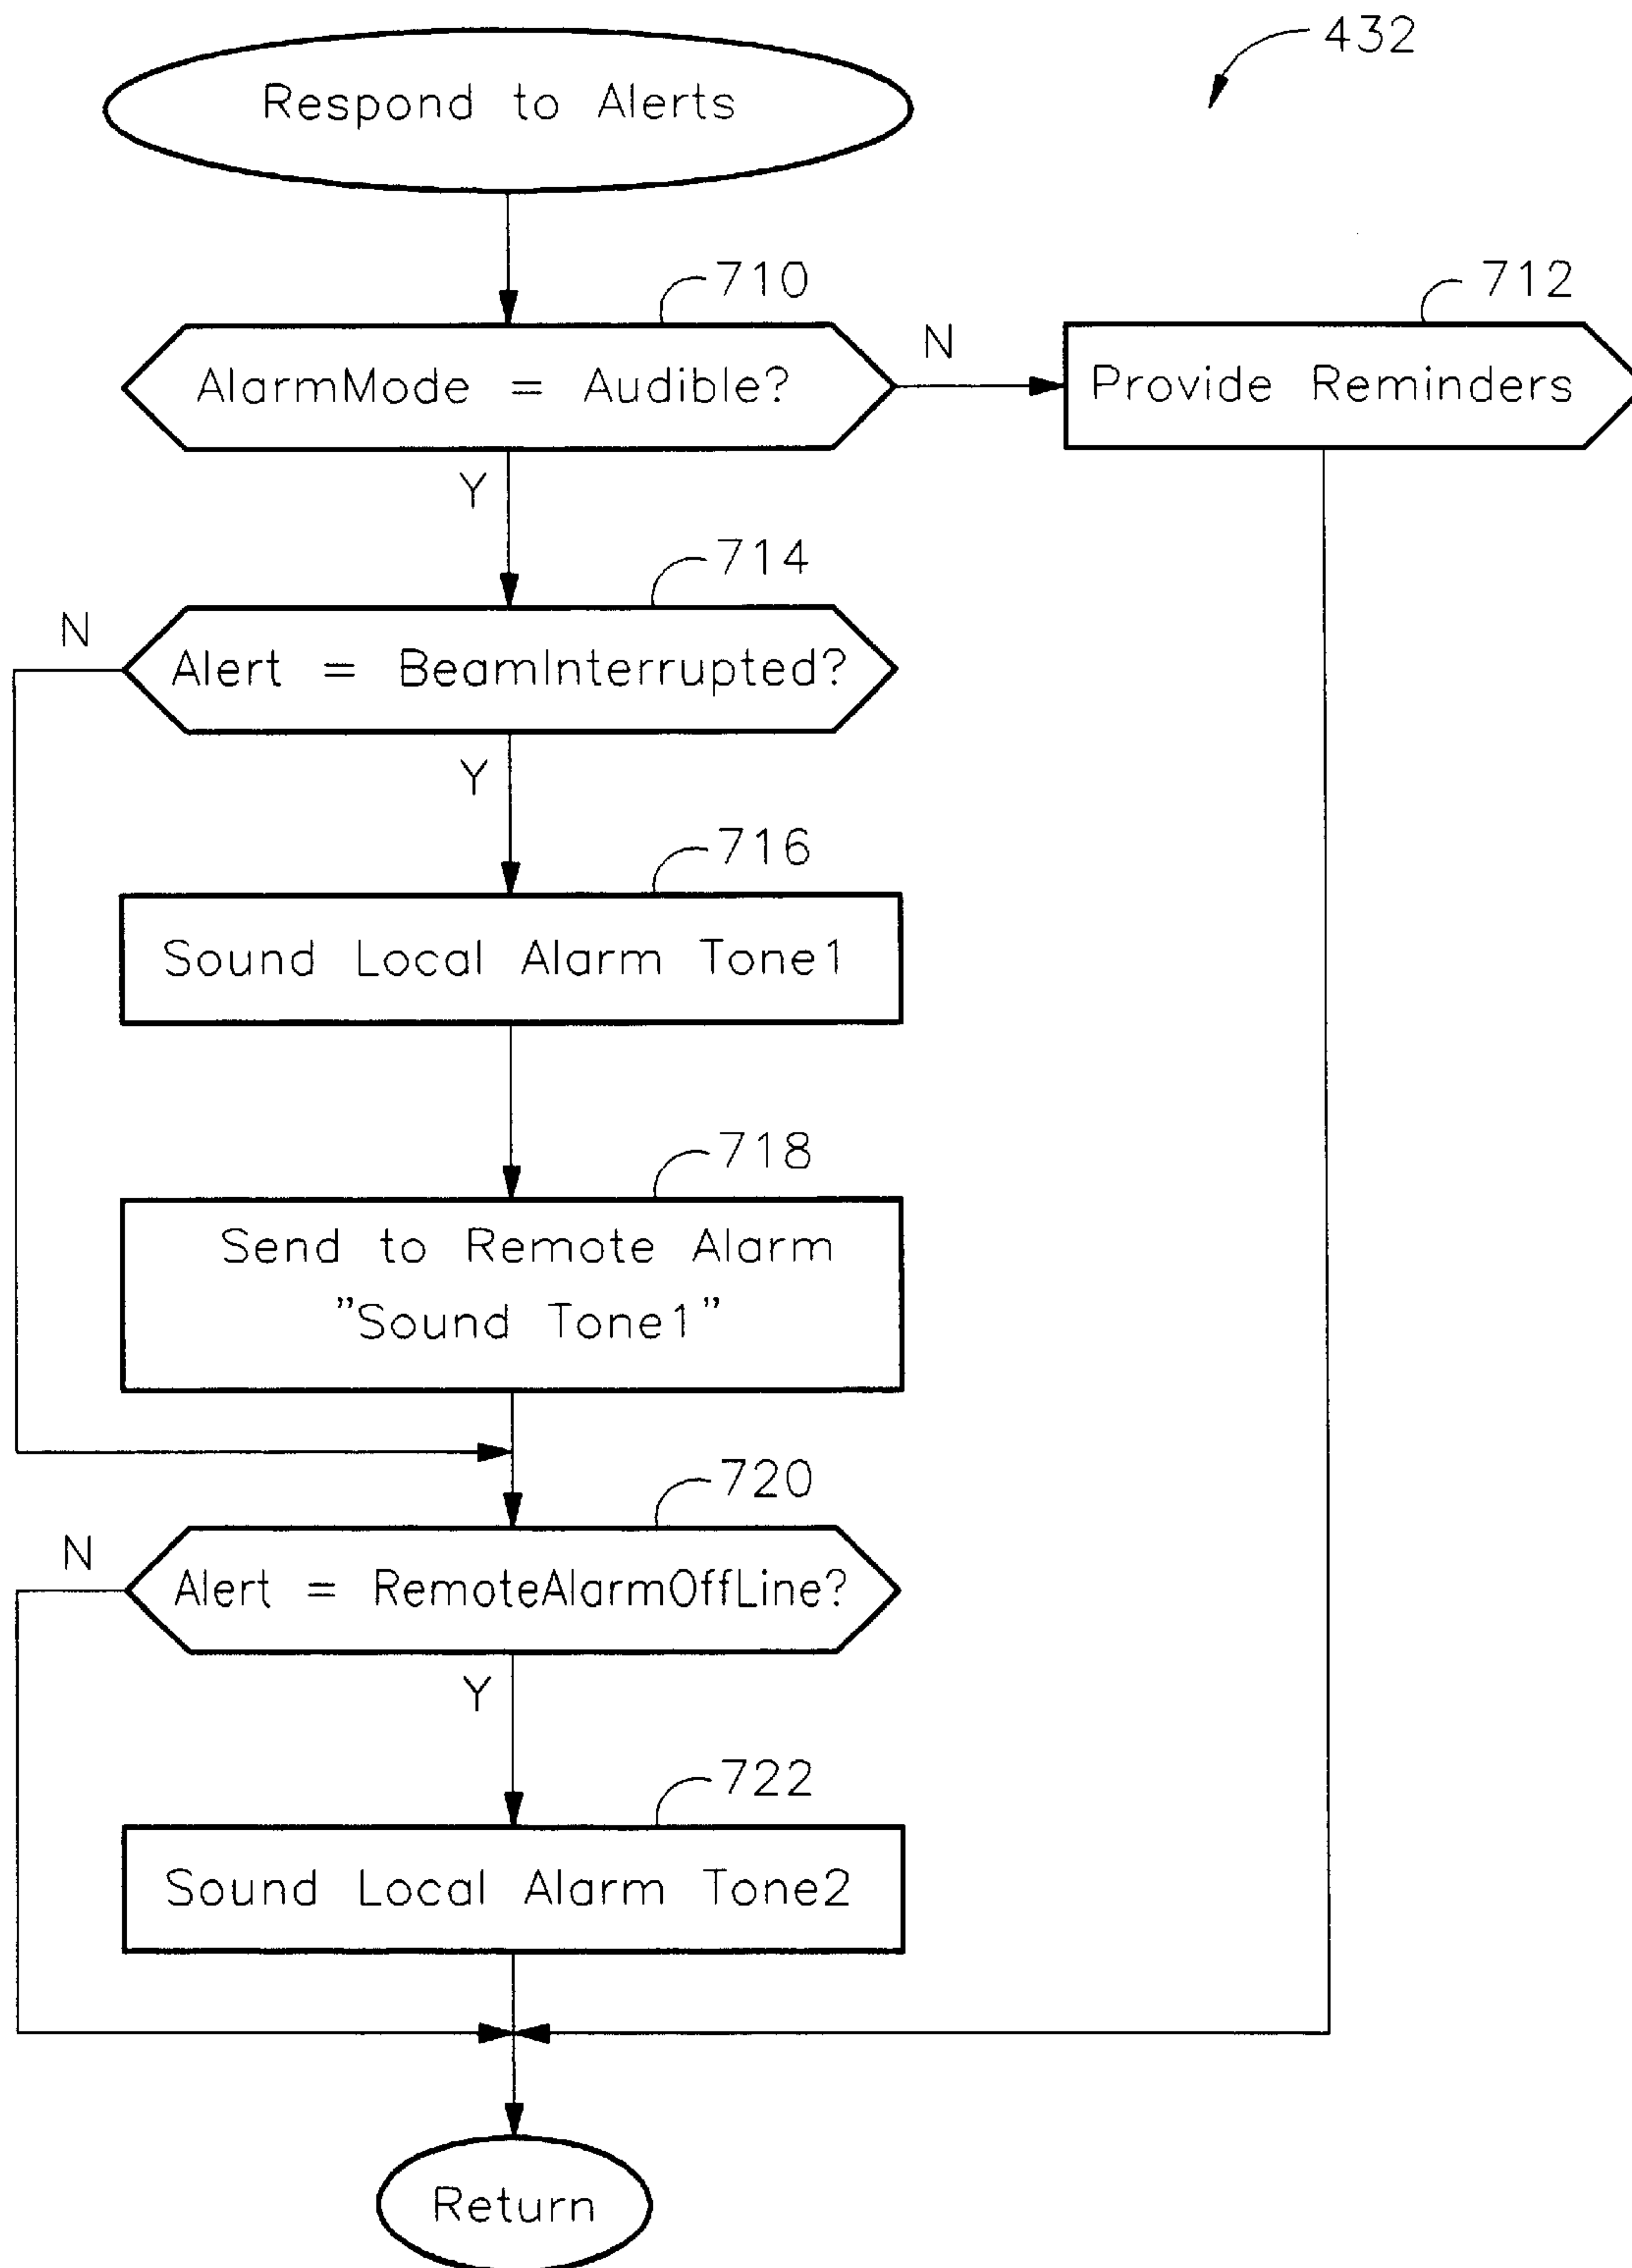 432
Respond to Alerts
710
AlarmMode = Audible?
N
712
Provide Reminders
Y
714
N
Alert = BeamInterrupted?
Y
716
Sound Local Alarm Tone1
718
Send to Remote Alarm
"Sound Tone1"
720
N
Alert = RemoteAlarmOffLine?
Y
722
Sound Local Alarm Tone2
Return